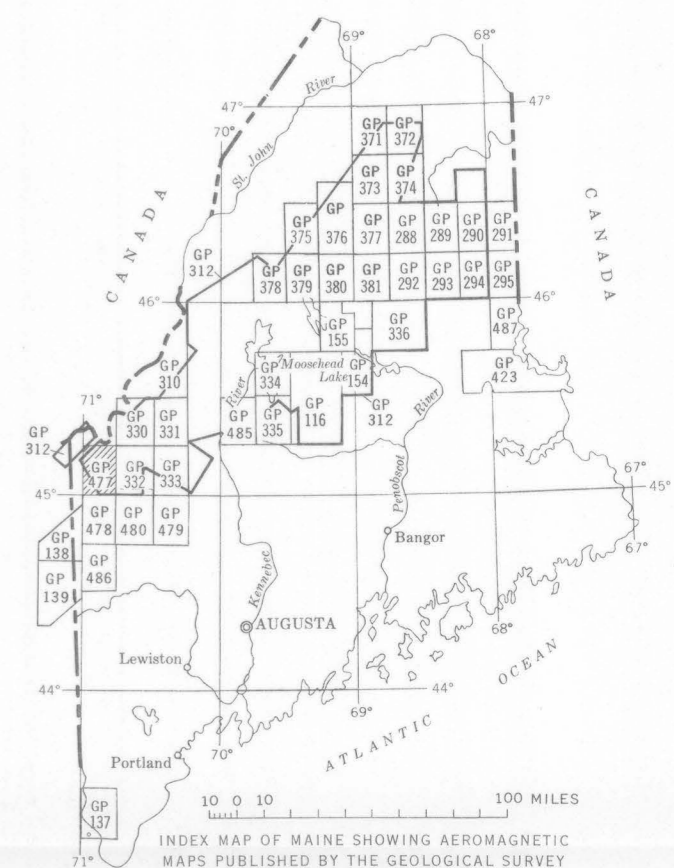 69°
68°
River
47°
47°
70°
St. John
GP
371
GP
372
GP
373
GP
374
CANADA
CANADA
GP
375
GP
376
GP
377
GP
288
GP
289
GP
290
GP
291
GP
312
GP
378
GP
379
GP
380
GP
381
GP
292
GP
293
GP
294
GP
295
46°
46°
GP
155
GP
336
GP
487
GP
310
GP
334
Moosehead
Lake
GP
154
GP
423
River
71°
GP
330
GP
331
GP
485
GP
335
GP
116
GP
312
River
GP
312
GP
477
GP
332
GP
333
67°
45°
45°
Penobscot
GP
478
GP
480
GP
479
67°
GP
138
Bangor
GP
139
GP
486
Kennebec
AUGUSTA
68°
OCEAN
Lewiston
44°
44°
69°
ATLANTIC
70°
Portland
GP
137
10 0 10 100 MILES
71°
INDEX MAP OF MAINE SHOWING AEROMAGNETIC
MAPS PUBLISHED BY THE GEOLOGICAL SURVEY